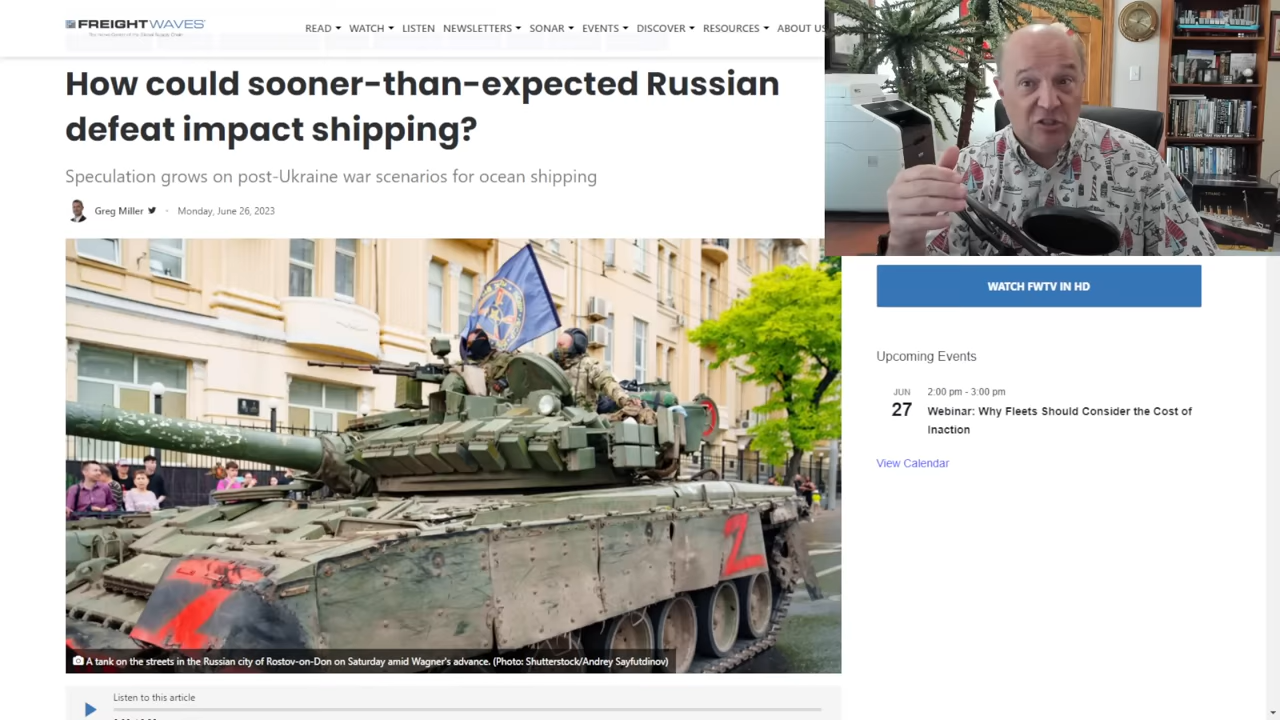 FREIGHTWAVES
READ WATCH LISTEN NEWSLETTERS SONAR EVENTS DISCOVER RESOURCES ABOUT US
How could sooner-than-expected Russian
defeat impact shipping?
Speculation grows on post-Ukraine war scenarios for ocean shipping
Greg Miller · Monday, June 26, 2023
Z
Z
A tank on the streets in the Russian city of Rostov-on-Don on Saturday amid Wagner's advance. (Photo: Shutterstock/Andrey Sayfutdinov)
Listen to this article
WATCH FWTV IN HD
Upcoming Events
JUN
27
2:00 pm - 3:00 pm
Webinar: Why Fleets Should Consider the Cost of
Inaction
View Calendar